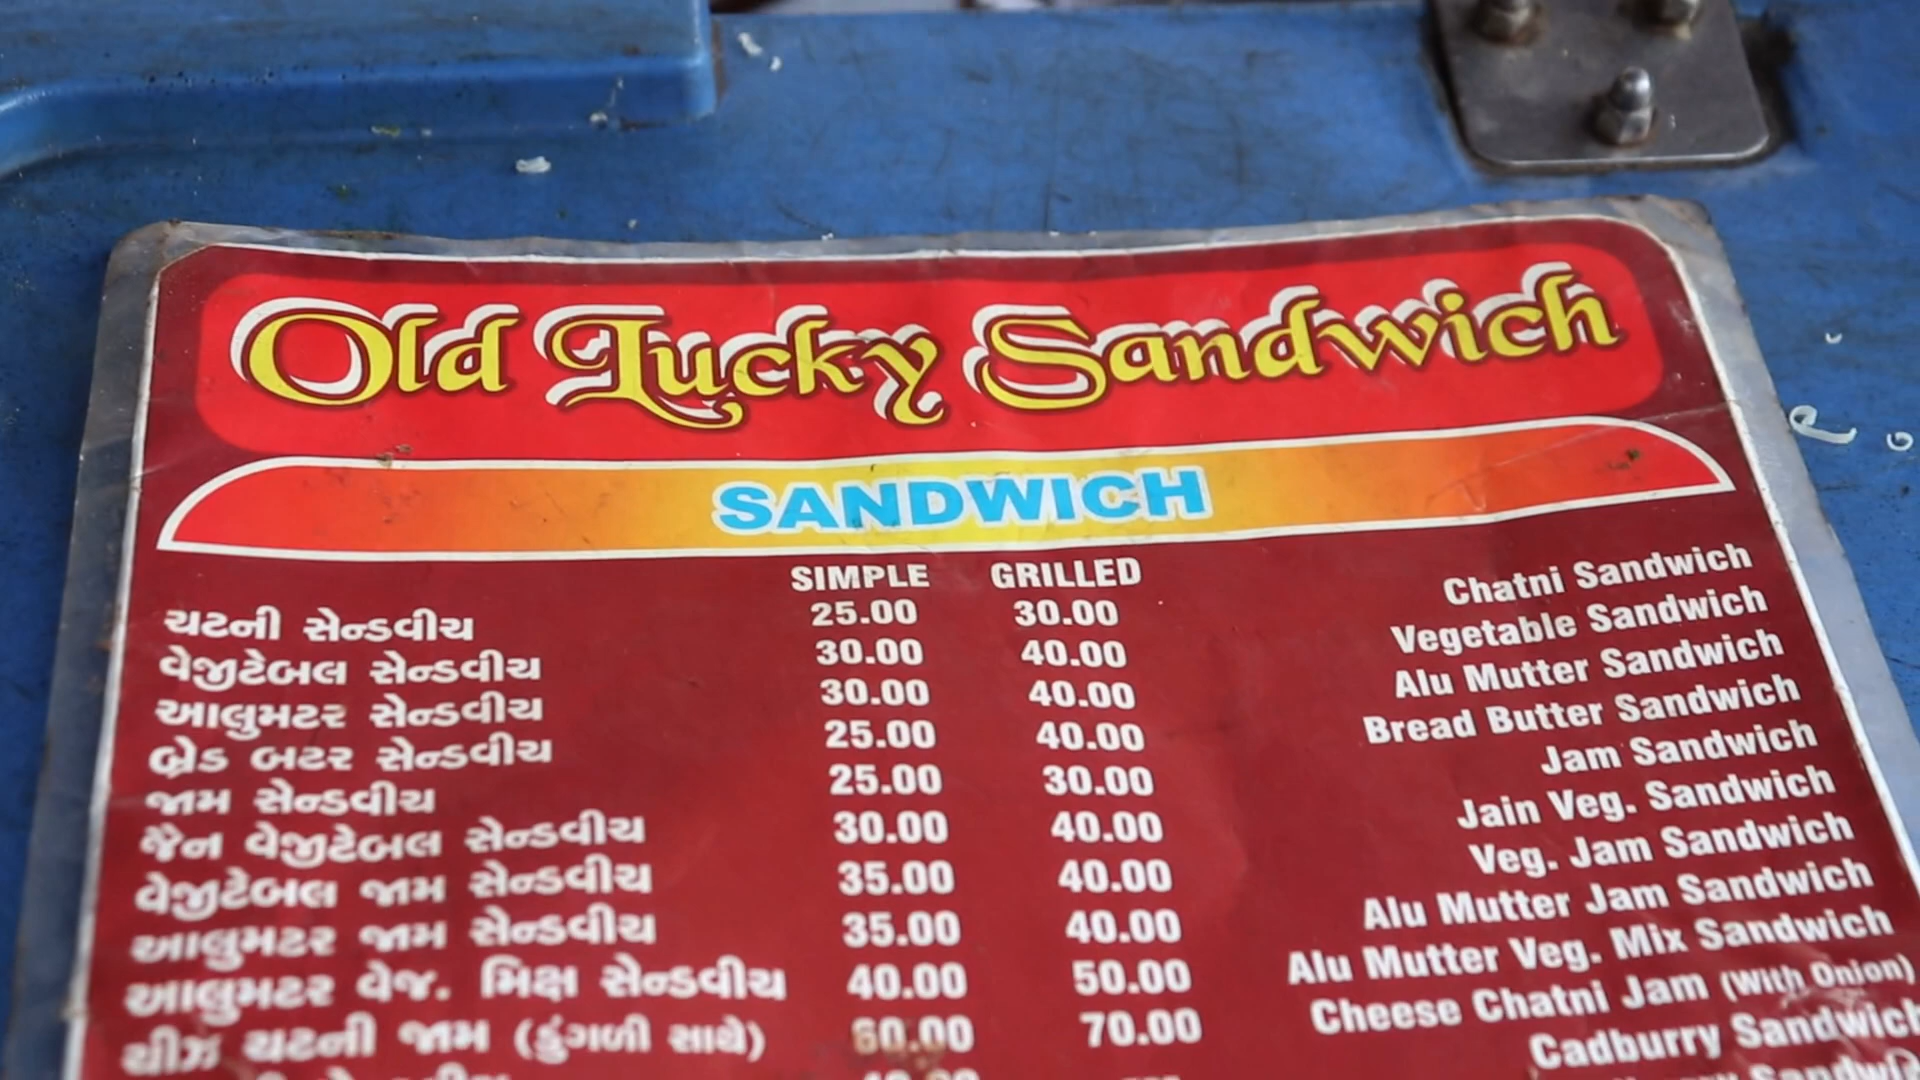 Old Lucky Sandwich
SANDWICH
SIMPLE GRILLED
ચટની સેન્ડવીચ 25.00 30.00 Chatni Sandwich
વેજીટેબલ સેન્ડવીચ 30.00 40.00 Vegetable Sandwich
આલુમટર સેન્ડવીચ 30.00 40.00 Alu Mutter Sandwich
બ્રેડ બટર સેન્ડવીચ 25.00 40.00 Bread Butter Sandwich
જામ સેન્ડવીચ 25.00 30.00 Jam Sandwich
જૈન વેજીટેબલ સેન્ડવીચ 30.00 40.00 Jain Veg. Sandwich
વેજીટેબલ જામ સેન્ડવીચ 35.00 40.00 Veg. Jam Sandwich
આલુમટર જામ સેન્ડવીચ 35.00 40.00 Alu Mutter Jam Sandwich
આલુમટર વેજ. મિક્ષ સેન્ડવીચ 40.00 50.00 Alu Mutter Veg. Mix Sandwich
ચીઝ ચટની જામ (ડુંગળી સાથે) 60.00 70.00 Cheese Chatni Jam (With Onion)
Cadburry Sandwich